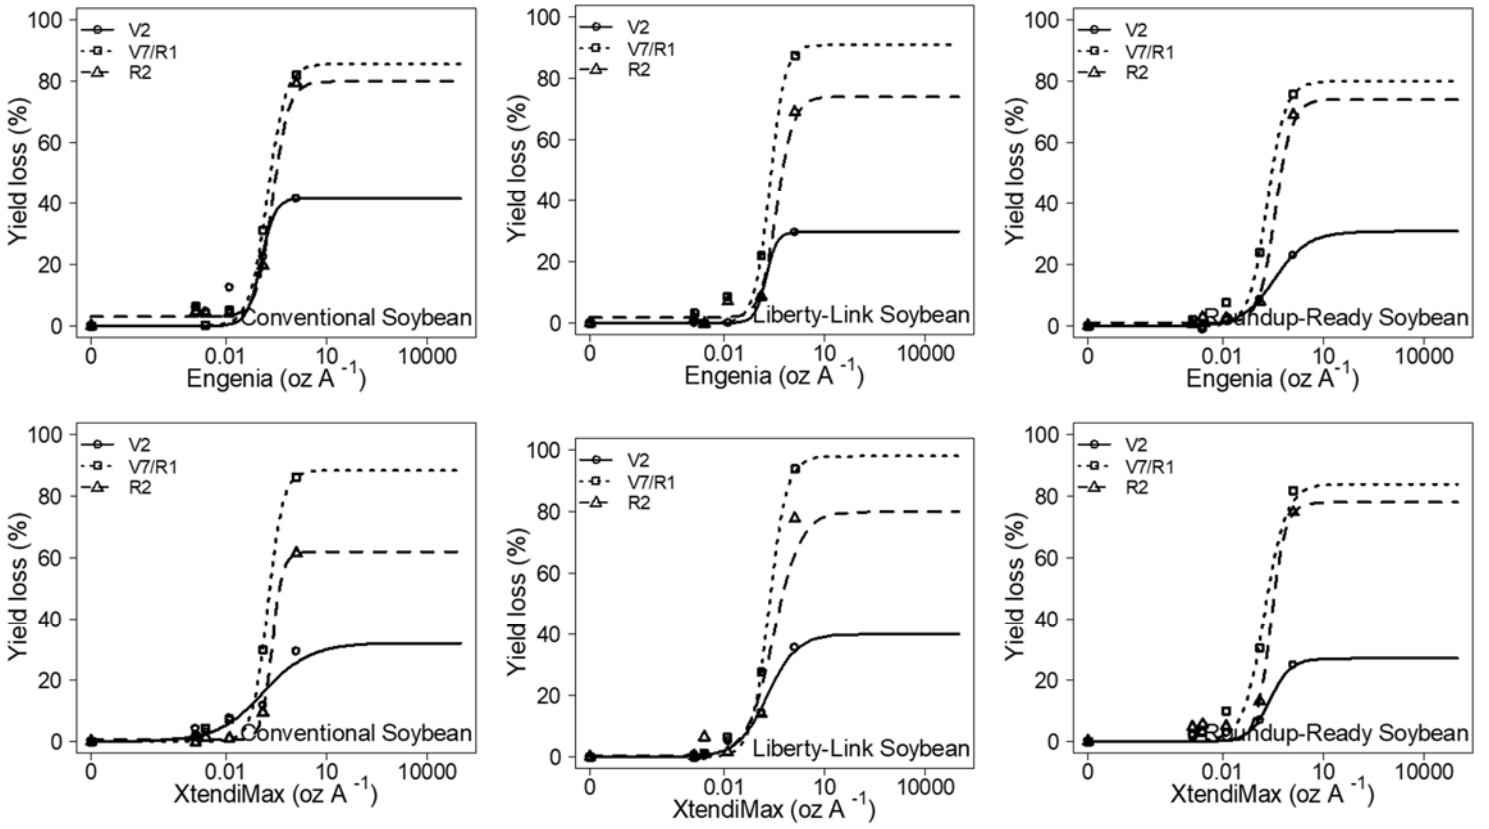 100
80
60
40
20
0
Yield loss (%)
V2
V7/R1
R2
Conventional Soybean
0 0.01 10 10000
Engenia (oz A -1)
100
80
60
40
20
0
Yield loss (%)
V2
V7/R1
R2
Liberty-Link Soybean
0 0.01 10 10000
Engenia (oz A -1)
100
80
60
40
20
0
Yield loss (%)
V2
V7/R1
R2
Roundup-Ready Soybean
0 0.01 10 10000
Engenia (oz A-1)
100
80
60
40
20
0
Yield loss (%)
V2
V7/R1
R2
Conventional Soybean
0 0.01 10 10000
XtendiMax (oz A -1)
100
80
60
40
20
0
Yield loss (%)
V2
V7/R1
R2
Liberty-Link Soybean
0 0.01 10 10000
XtendiMax (oz A -1)
100
80
60
40
20
0
Yield loss (%)
V2
V7/R1
R2
Roundup-Ready Soybean
0 0.01 10 10000
XtendiMax (oz A -1)